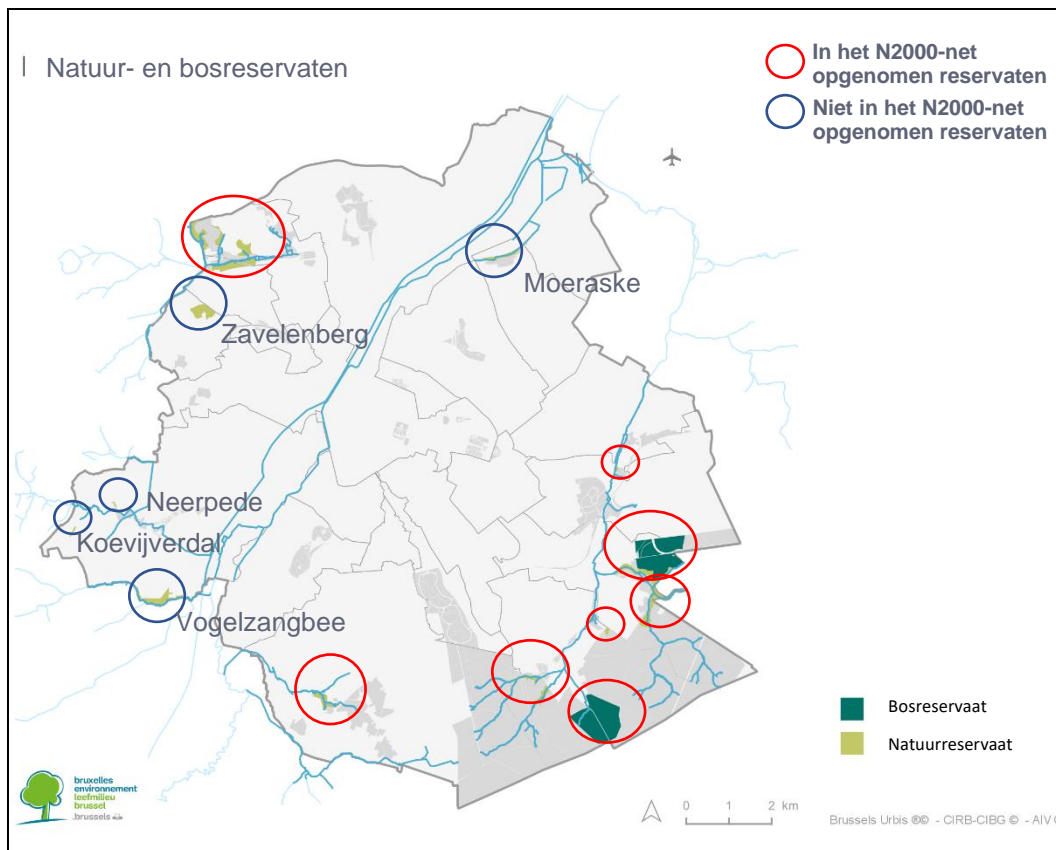 Natuur- en bosreservaten
In het N2000-net
opgenomen reservaten
Niet in het N2000-net
opgenomen reservaten
Moeraske
Zavelenberg
Neerpede
Koevijverdal
Vogelzangbee
Bosreservaat
Natuurreservaat
bruxelles
environnement
leefmilieu
brussel
.brussels
0 1 2 km
Brussels Urbis ®© - CIRB-CIBG © - AIV